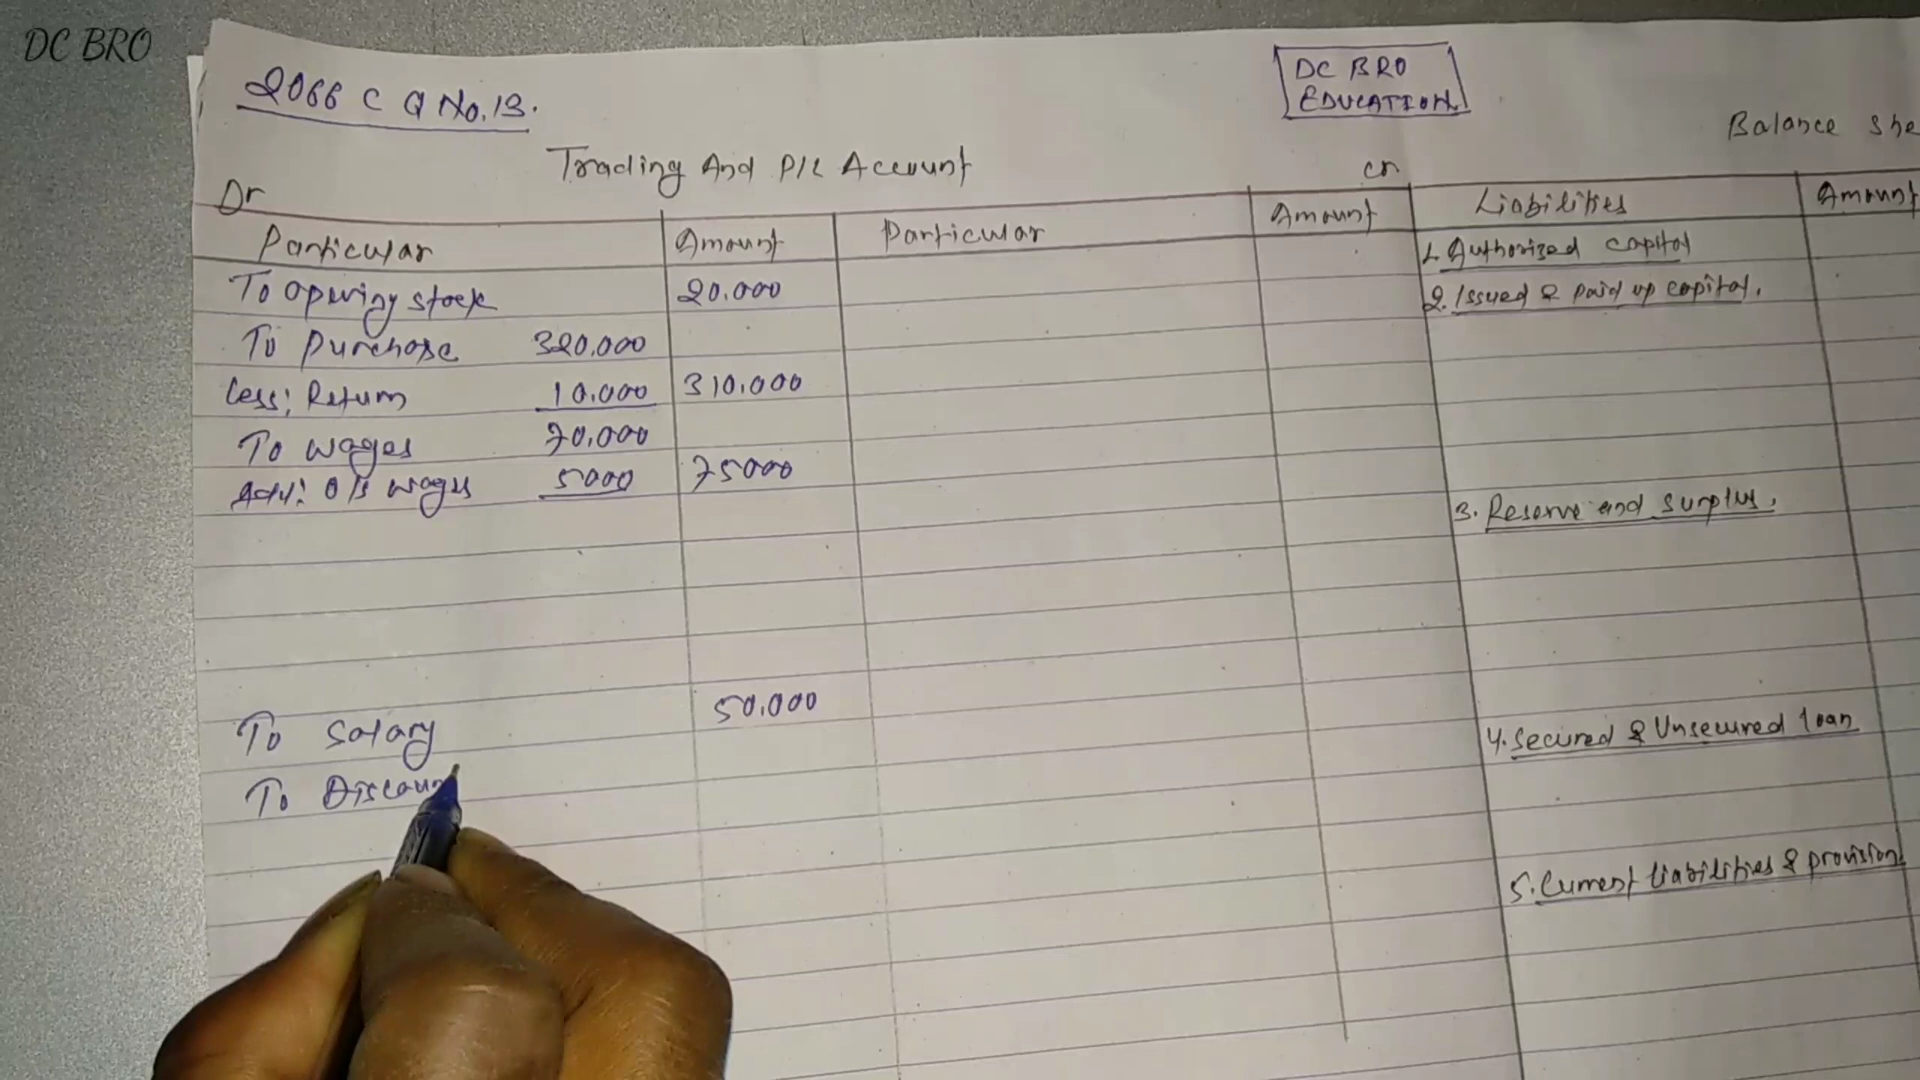 DC BRO
2066 C Q No.13.
DC BRO
EDUCATION
Trading And P/L Account
Dr
cr
Particular Amount Particular Amount
To opening stock 20.000
To purchase 320.000
Less: Return 10.000 310.000
To wages 70.000
Add: O/S wages 5000 75000
To Salary 50.000
To Discoun
Balance She
Liabilities Amount
1. Authorized capital
2. Issued & paid up capital.
3. Reserve and surplus.
4. Secured & Unsecured loan
5. Current liabilities & provision